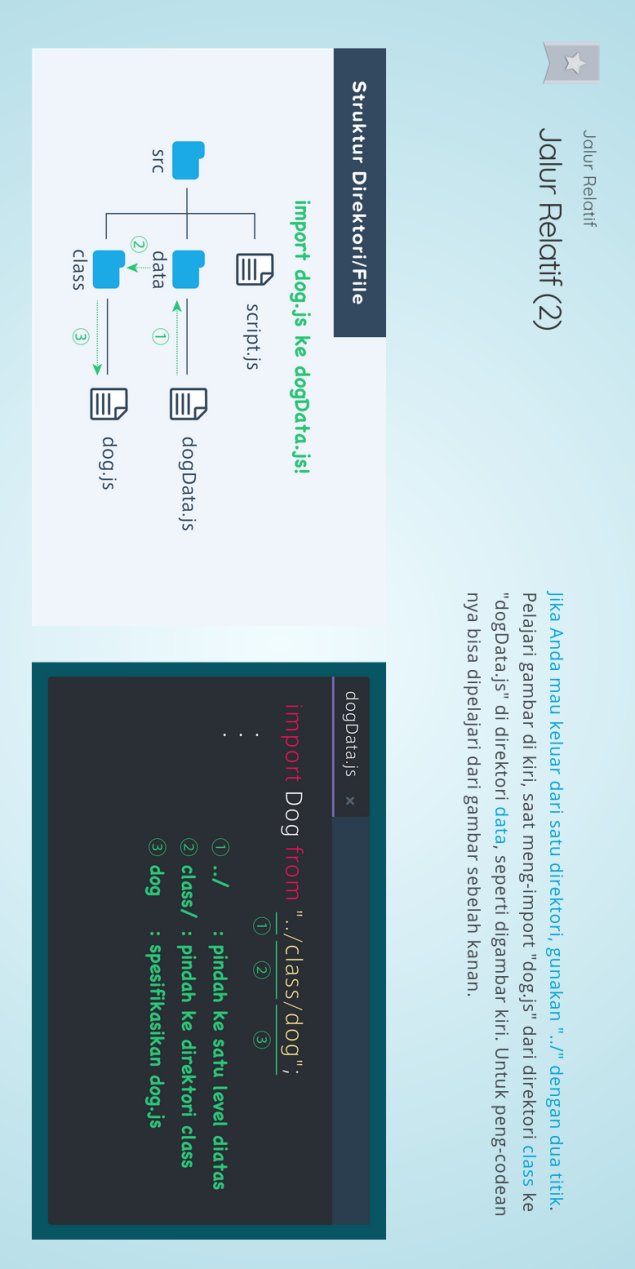 Jalur Relatif
Jalur Relatif (2)
Jika Anda mau keluar dari satu direktori, gunakan "../" dengan dua titik.
Pelajari gambar di kiri, saat meng-import "dog.js" dari direktori class ke
"dogData.js" di direktori data, seperti digambar kiri. Untuk peng-codean
nya bisa dipelajari dari gambar sebelah kanan.
Struktur Direktori/File
import dog.js ke dogData.js!
script.js
src
data
①
dogData.js
②
class
③
dog.js
dogData.js ×
import Dog from "../class/dog";
① ② ③
.
.
.
① ../ : pindah ke satu level diatas
② class/ : pindah ke direktori class
③ dog : spesifikasikan dog.js